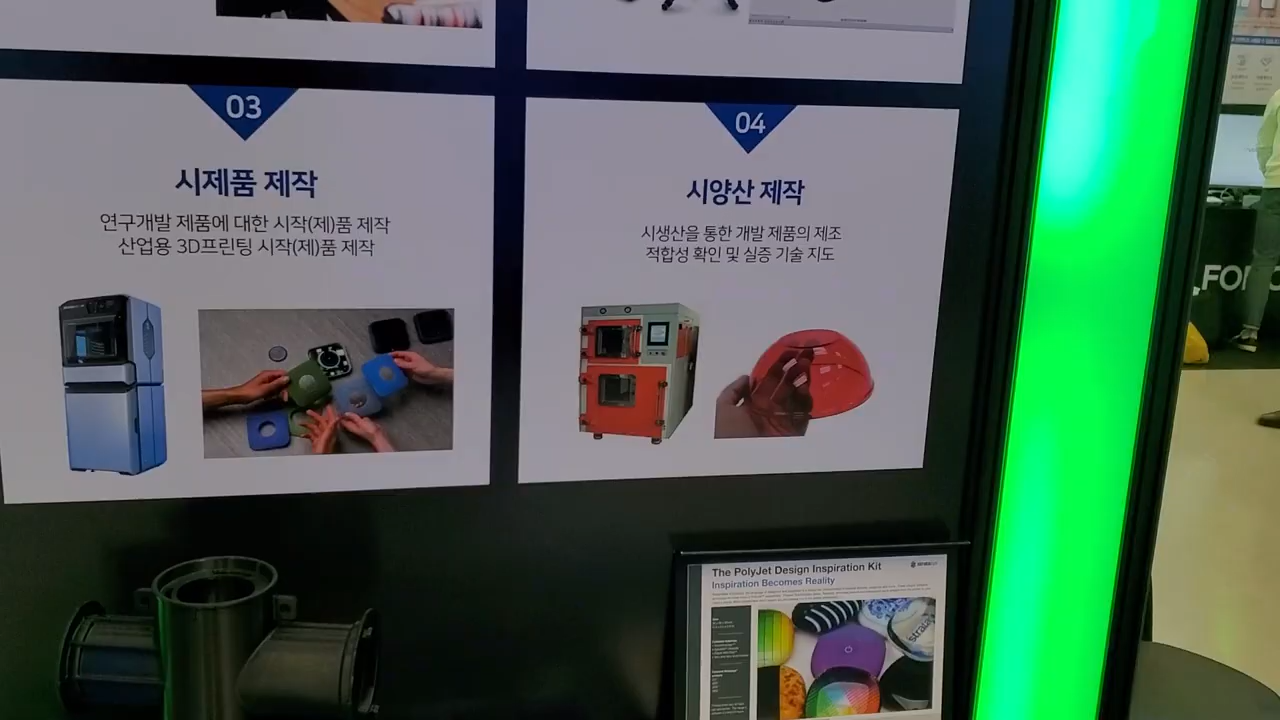 03
시제품 제작
연구개발 제품에 대한 시작(제)품 제작
산업용 3D프린팅 시작(제)품 제작
04
시양산 제작
시생산을 통한 개발 제품의 제조
적합성 확인 및 실증 기술 지도
The PolyJet Design Inspiration Kit
Inspiration Becomes Reality